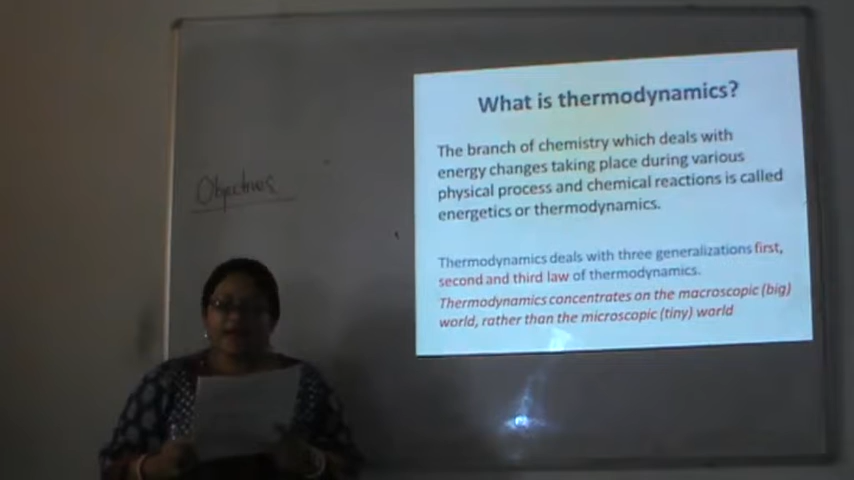 What is thermodynamics?
The branch of chemistry which deals with
energy changes taking place during various
physical process and chemical reactions is called
energetics or thermodynamics.
Thermodynamics deals with three generalizations first,
second and third law of thermodynamics.
Thermodynamics concentrates on the macroscopic (big)
world, rather than the microscopic (tiny) world
Objectives